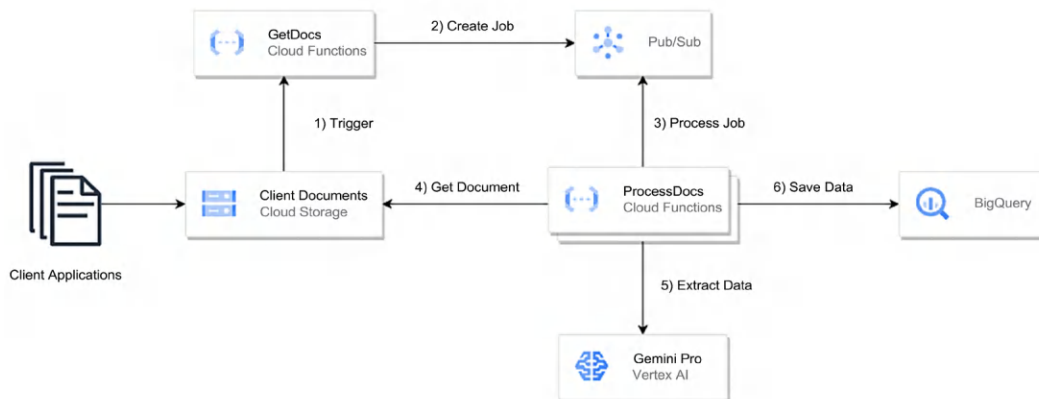 GetDocs
Cloud Functions
2) Create Job
Pub/Sub
1) Trigger
3) Process Job
Client Documents
Cloud Storage
4) Get Document
ProcessDocs
Cloud Functions
6) Save Data
BigQuery
Client Applications
5) Extract Data
Gemini Pro
Vertex AI